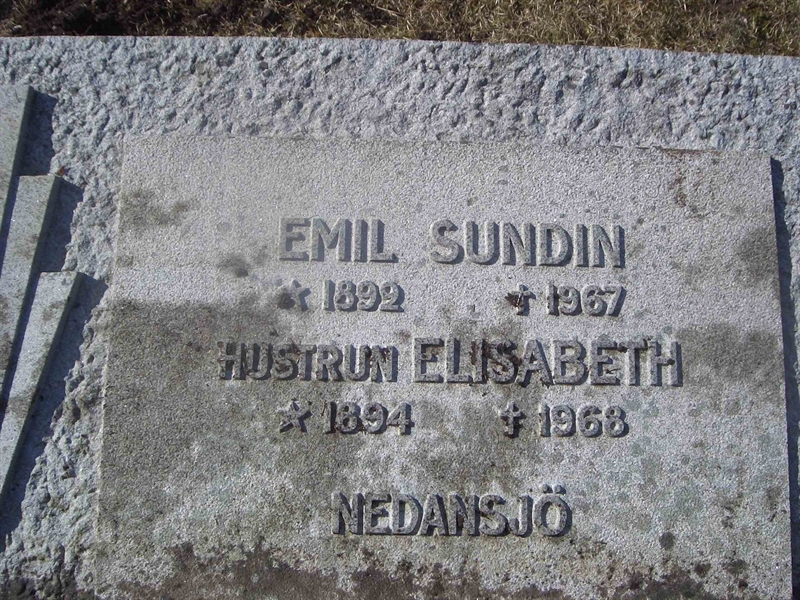 EMIL SUNDIN
☆ 1892 ✝ 1967
HUSTRUN ELISABETH
☆ 1894 ✝ 1968
NEDANSJÖ